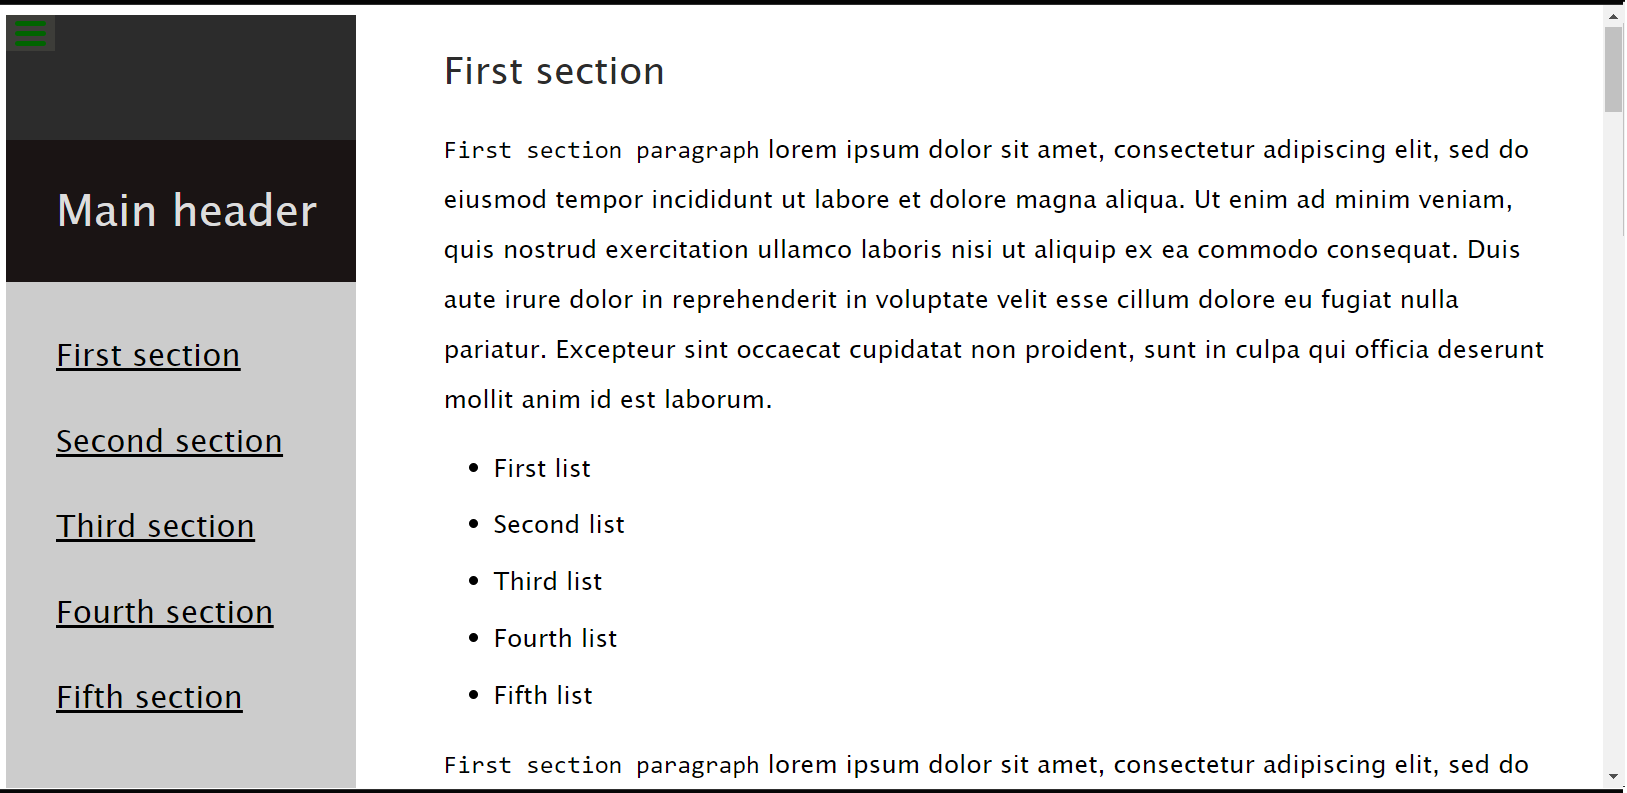 Main header
First section
Second section
Third section
Fourth section
Fifth section
First section
First section paragraph lorem ipsum dolor sit amet, consectetur adipiscing elit, sed do
eiusmod tempor incididunt ut labore et dolore magna aliqua. Ut enim ad minim veniam,
quis nostrud exercitation ullamco laboris nisi ut aliquip ex ea commodo consequat. Duis
aute irure dolor in reprehenderit in voluptate velit esse cillum dolore eu fugiat nulla
pariatur. Excepteur sint occaecat cupidatat non proident, sunt in culpa qui officia deserunt
mollit anim id est laborum.
• First list
• Second list
• Third list
• Fourth list
• Fifth list
First section paragraph lorem ipsum dolor sit amet, consectetur adipiscing elit, sed do